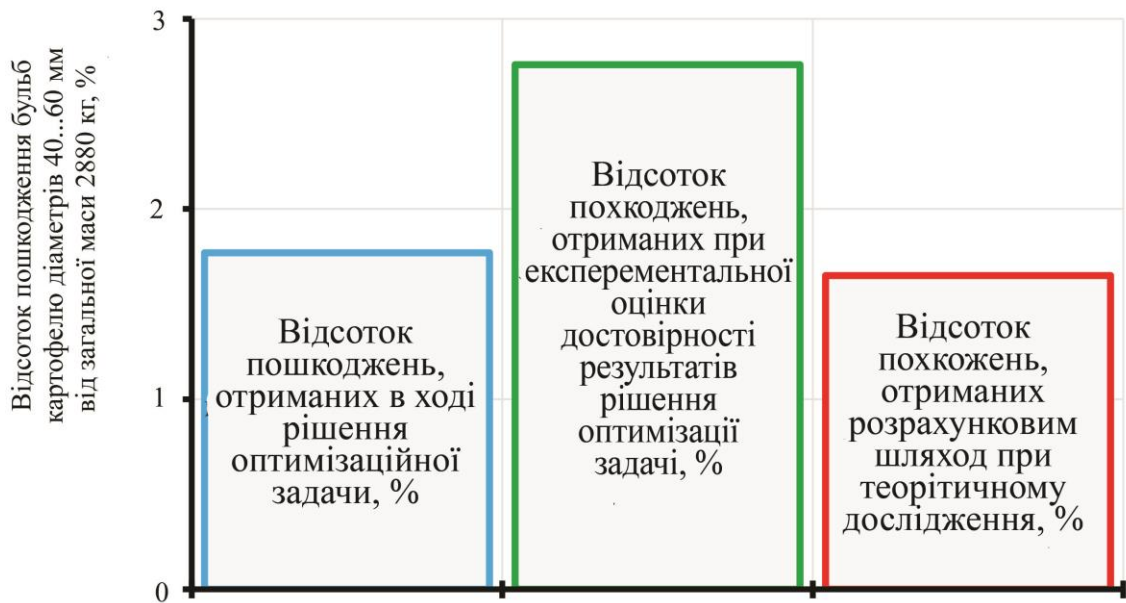 Відсоток пошкодження бульб
картофелю діаметрів 40...60 мм
від загальної маси 2880 кг, %
3
2
1
0
Відсоток
пошкоджень,
отриманих в ході
рішення
оптимізаційної
задачи, %
Відсоток
похкоджень,
отриманих при
експерементальної
оцінки
достовірності
результатів
рішення
оптимізації
задачі, %
Відсоток
похкожень,
отриманих
розрахунковим
шляход при
теорітичному
дослідження, %